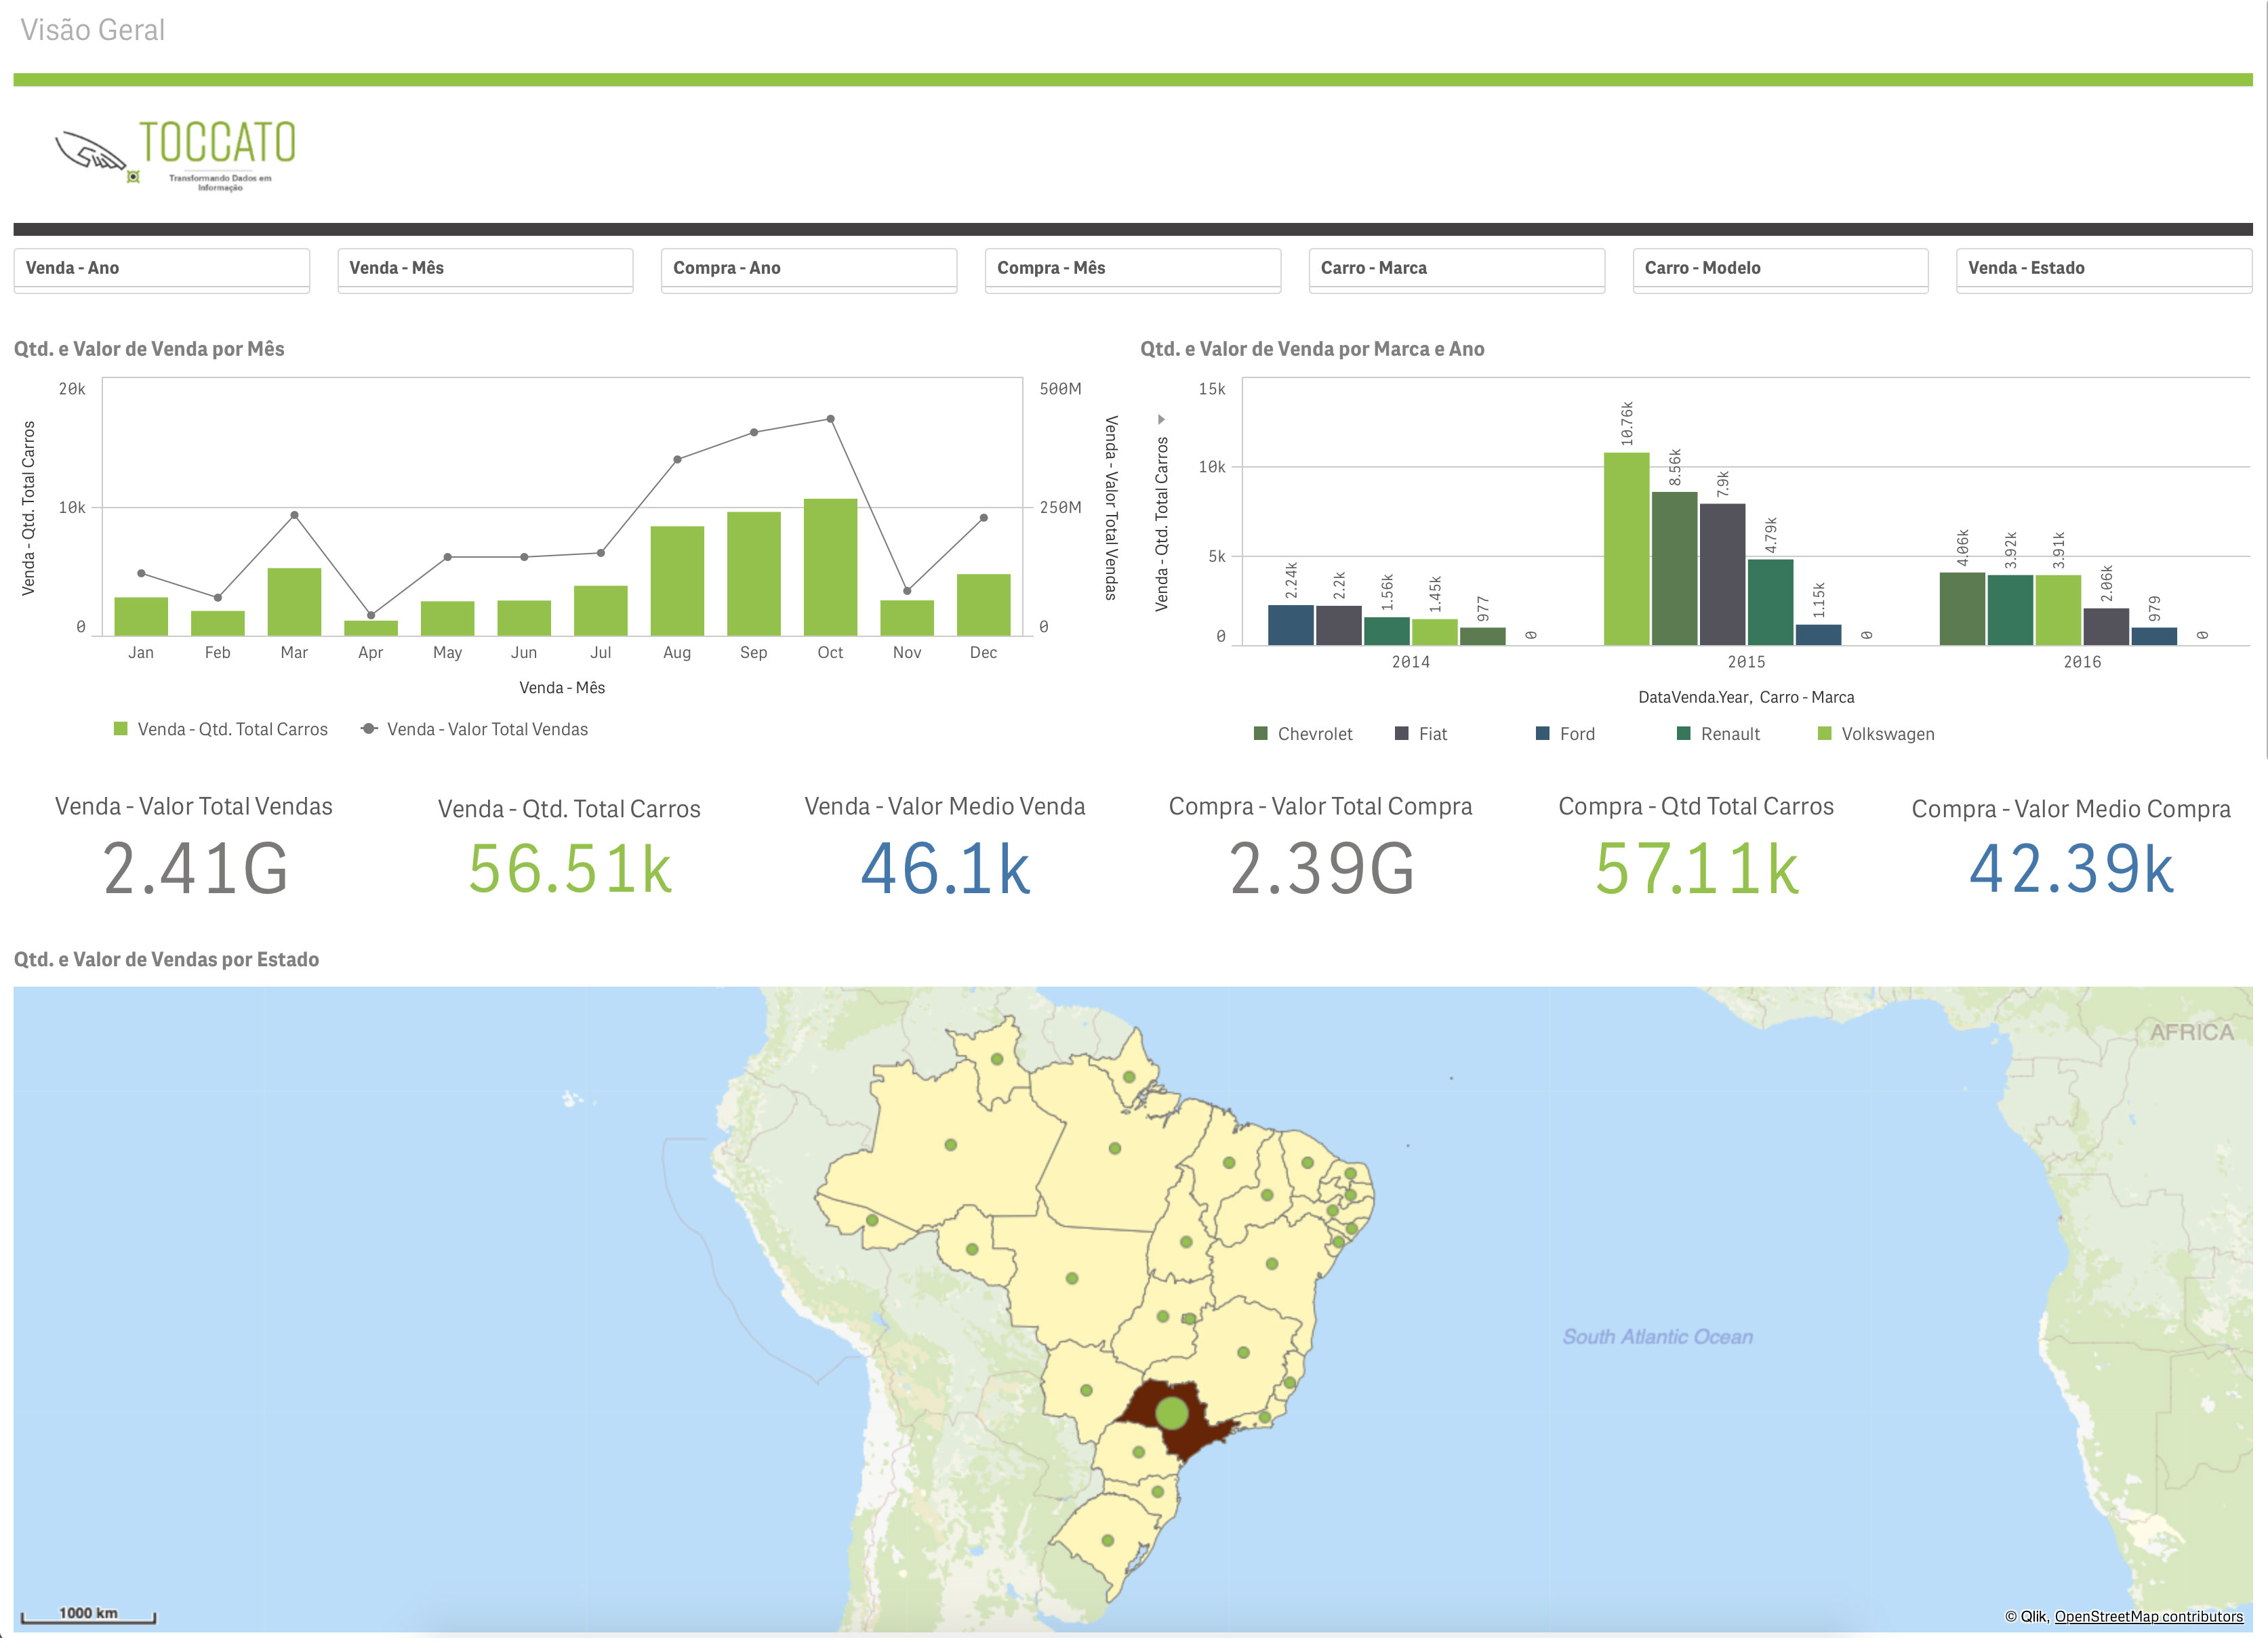 Visão Geral
TOCCATO
Transformando Dados em
Informação
Venda - Ano
Venda - Mês
Compra - Ano
Compra - Mês
Carro - Marca
Carro - Modelo
Venda - Estado
Qtd. e Valor de Venda por Mês
Venda - Qtd. Total Carros
20k
10k
0
500M
250M
0
Venda - Valor Total Vendas
Jan
Feb
Mar
Apr
May
Jun
Jul
Aug
Sep
Oct
Nov
Dec
Venda - Mês
Venda - Qtd. Total Carros
Venda - Valor Total Vendas
Qtd. e Valor de Venda por Marca e Ano
Venda - Qtd. Total Carros
15k
10k
5k
0
2.24k
2.2k
1.56k
1.45k
977
0
10.76k
8.56k
7.9k
4.79k
1.15k
0
4.06k
3.92k
3.91k
2.06k
979
0
2014
2015
2016
DataVenda.Year, Carro - Marca
Chevrolet
Fiat
Ford
Renault
Volkswagen
Venda - Valor Total Vendas
2.41G
Venda - Qtd. Total Carros
56.51k
Venda - Valor Medio Venda
46.1k
Compra - Valor Total Compra
2.39G
Compra - Qtd Total Carros
57.11k
Compra - Valor Medio Compra
42.39k
Qtd. e Valor de Vendas por Estado
AFRICA
South Atlantic Ocean
1000 km
© Qlik, OpenStreetMap contributors